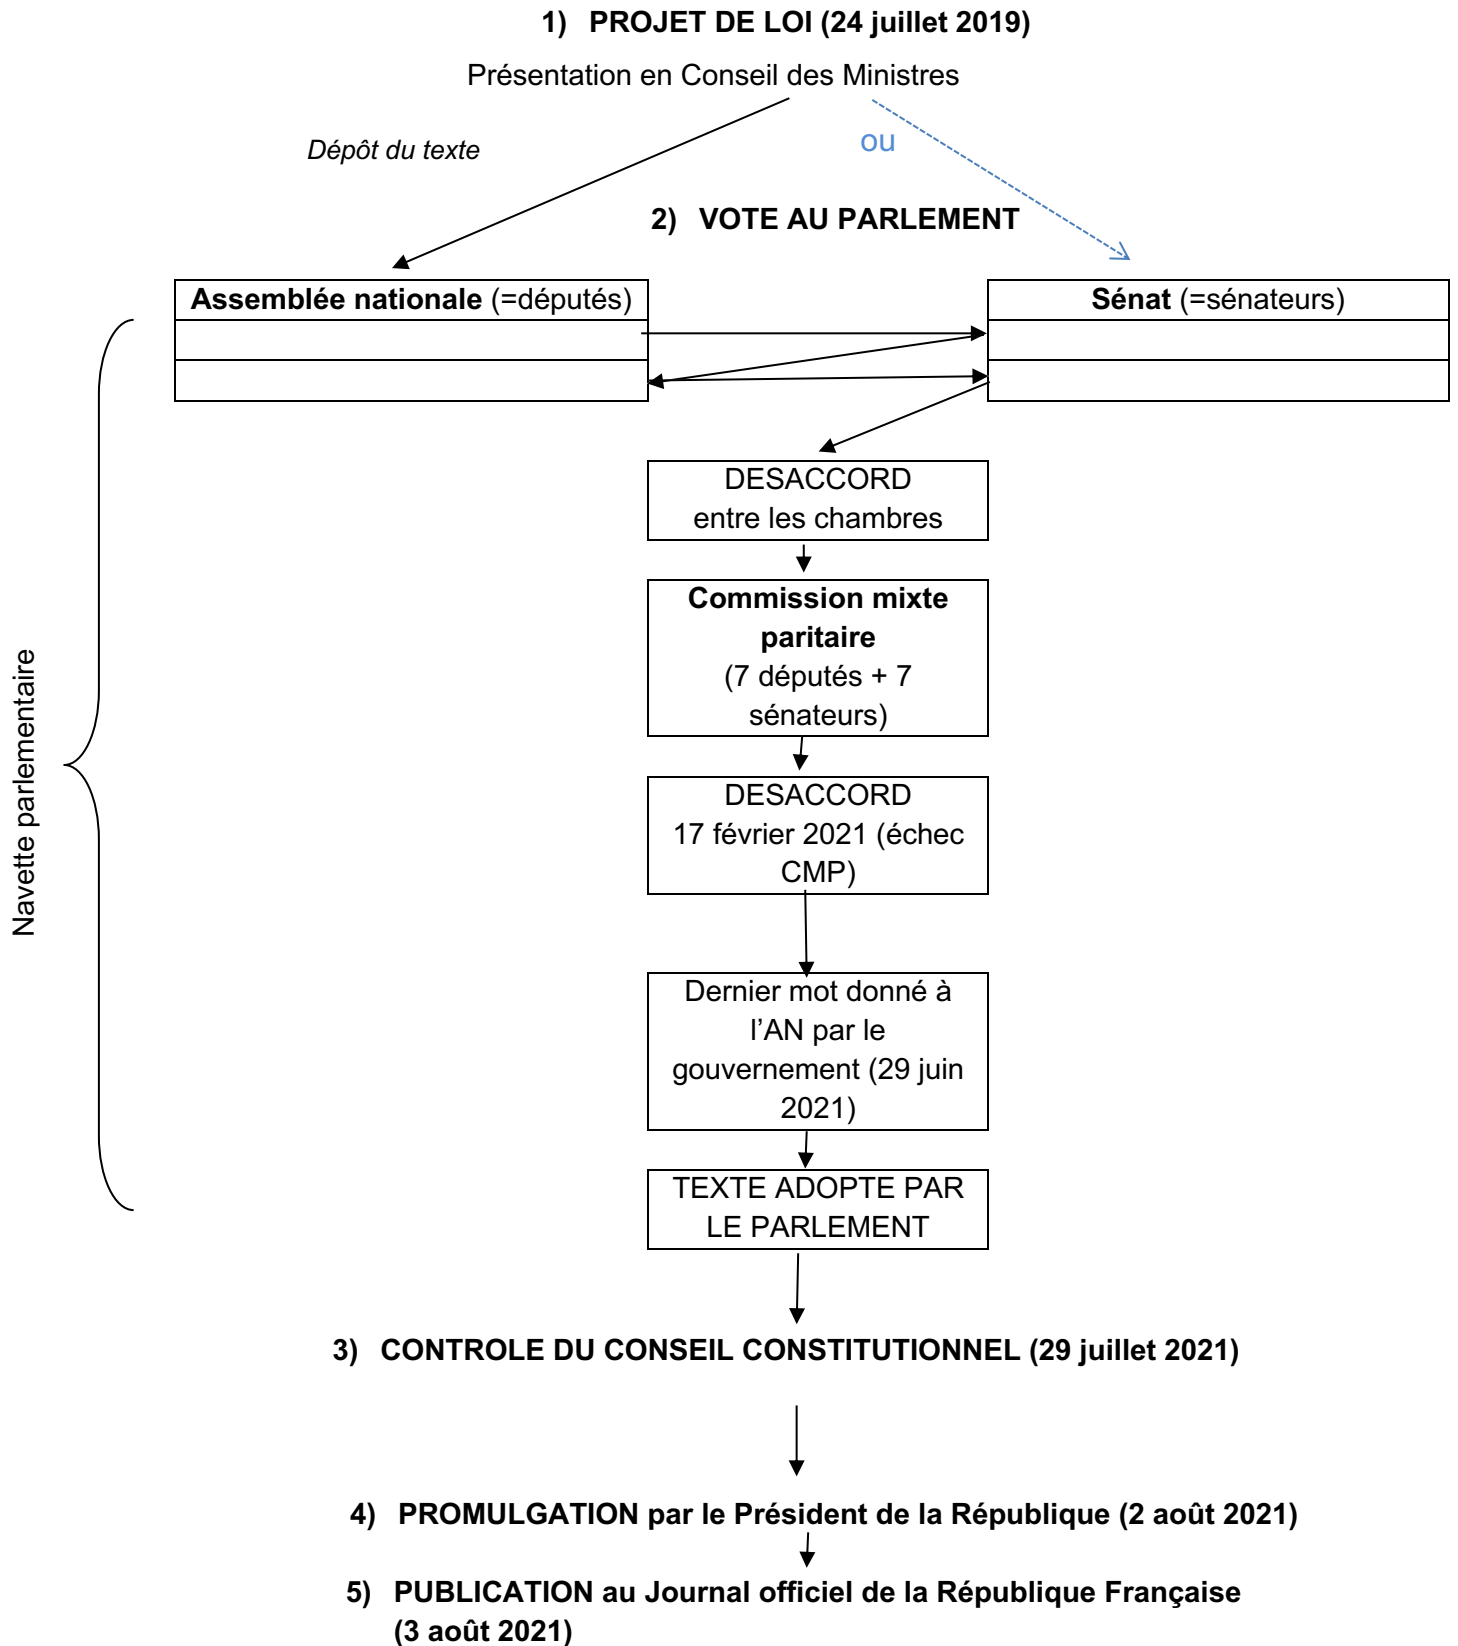 1) PROJET DE LOI (24 juillet 2019)
Présentation en Conseil des Ministres
Dépôt du texte
ou
2) VOTE AU PARLEMENT
Assemblée nationale (=députés)
Sénat (=sénateurs)
Navette parlementaire
DESACCORD
entre les chambres
Commission mixte
paritaire
(7 députés + 7
sénateurs)
DESACCORD
17 février 2021 (échec
CMP)
Dernier mot donné à
l’AN par le
gouvernement (29 juin
2021)
TEXTE ADOPTE PAR
LE PARLEMENT
3) CONTROLE DU CONSEIL CONSTITUTIONNEL (29 juillet 2021)
4) PROMULGATION par le Président de la République (2 août 2021)
5) PUBLICATION au Journal officiel de la République Française
(3 août 2021)